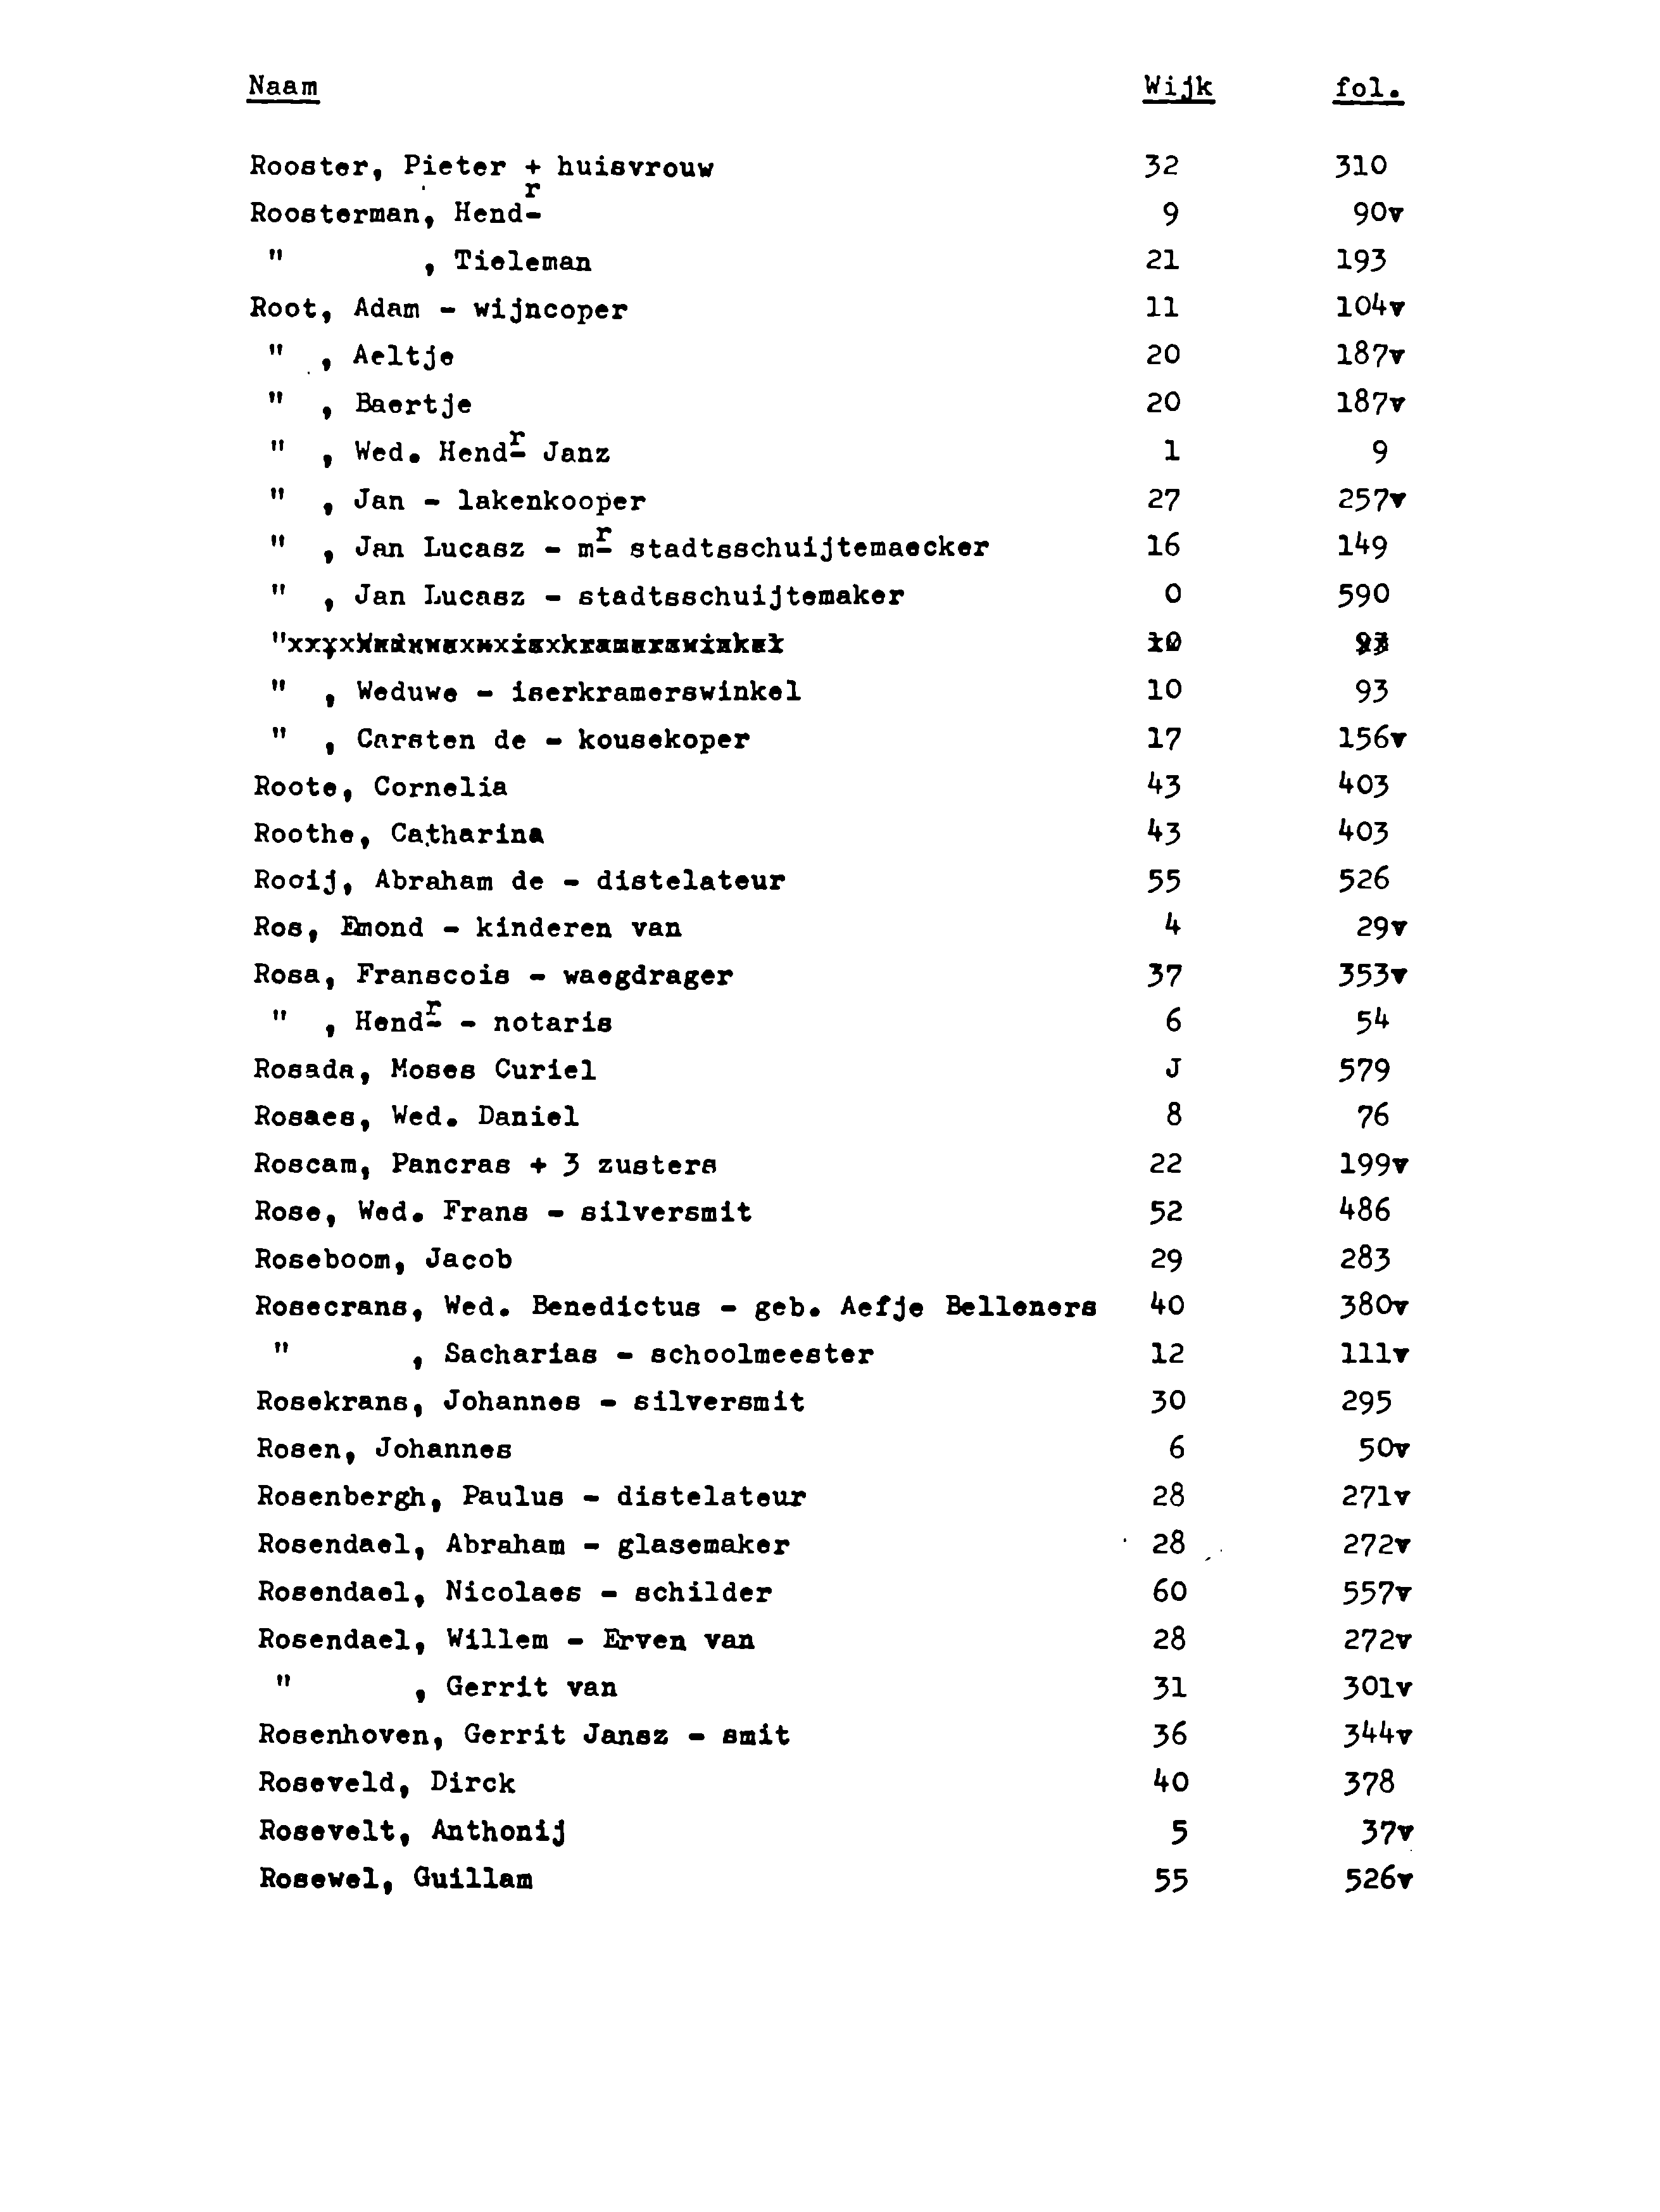 Naam Wijk fol.
Rooster, Pieter + huisvrouw 32 310
Roosterman, Hendr 9 90v
" , Tieleman 21 193
Root, Adam - wijncoper 11 104v
" , Aeltje 20 187v
" , Baertje 20 187v
" , Wed. Hendr Janz 1 9
" , Jan - lakenkooper 27 257v
" , Jan Lucasz - mr stadtsschuijtemaecker 16 149
" , Jan Lucasz - stadtsschuijtemaker 0 590
" 10 93
" , Weduwe - iserkramerswinkel 10 93
" , Carsten de - kousekoper 17 156v
Roote, Cornelia 43 403
Roothe, Catharina 43 403
Rooij, Abraham de - distelateur 55 526
Ros, Emond - kinderen van 4 29v
Rosa, Franscois - waegdrager 37 353v
" , Hendr - notaris 6 54
Rosada, Moses Curiel J 579
Rosaes, Wed. Daniel 8 76
Roscam, Pancras + 3 zusters 22 199v
Rose, Wed. Frans - silversmit 52 486
Roseboom, Jacob 29 283
Rosecrans, Wed. Benedictus - geb. Aefje Belleners 40 380v
" , Sacharias - schoolmeester 12 111v
Rosekrans, Johannes - silversmit 30 295
Rosen, Johannes 6 50v
Rosenbergh, Paulus - distelateur 28 271v
Rosendael, Abraham - glasemaker 28 272v
Rosendael, Nicolaes - schilder 60 557v
Rosendael, Willem - Erven van 28 272v
" , Gerrit van 31 301v
Rosenhoven, Gerrit Jansz - smit 36 344v
Roseveld, Dirck 40 378
Rosevelt, Anthonij 5 37v
Rosewel, Guillam 55 526v